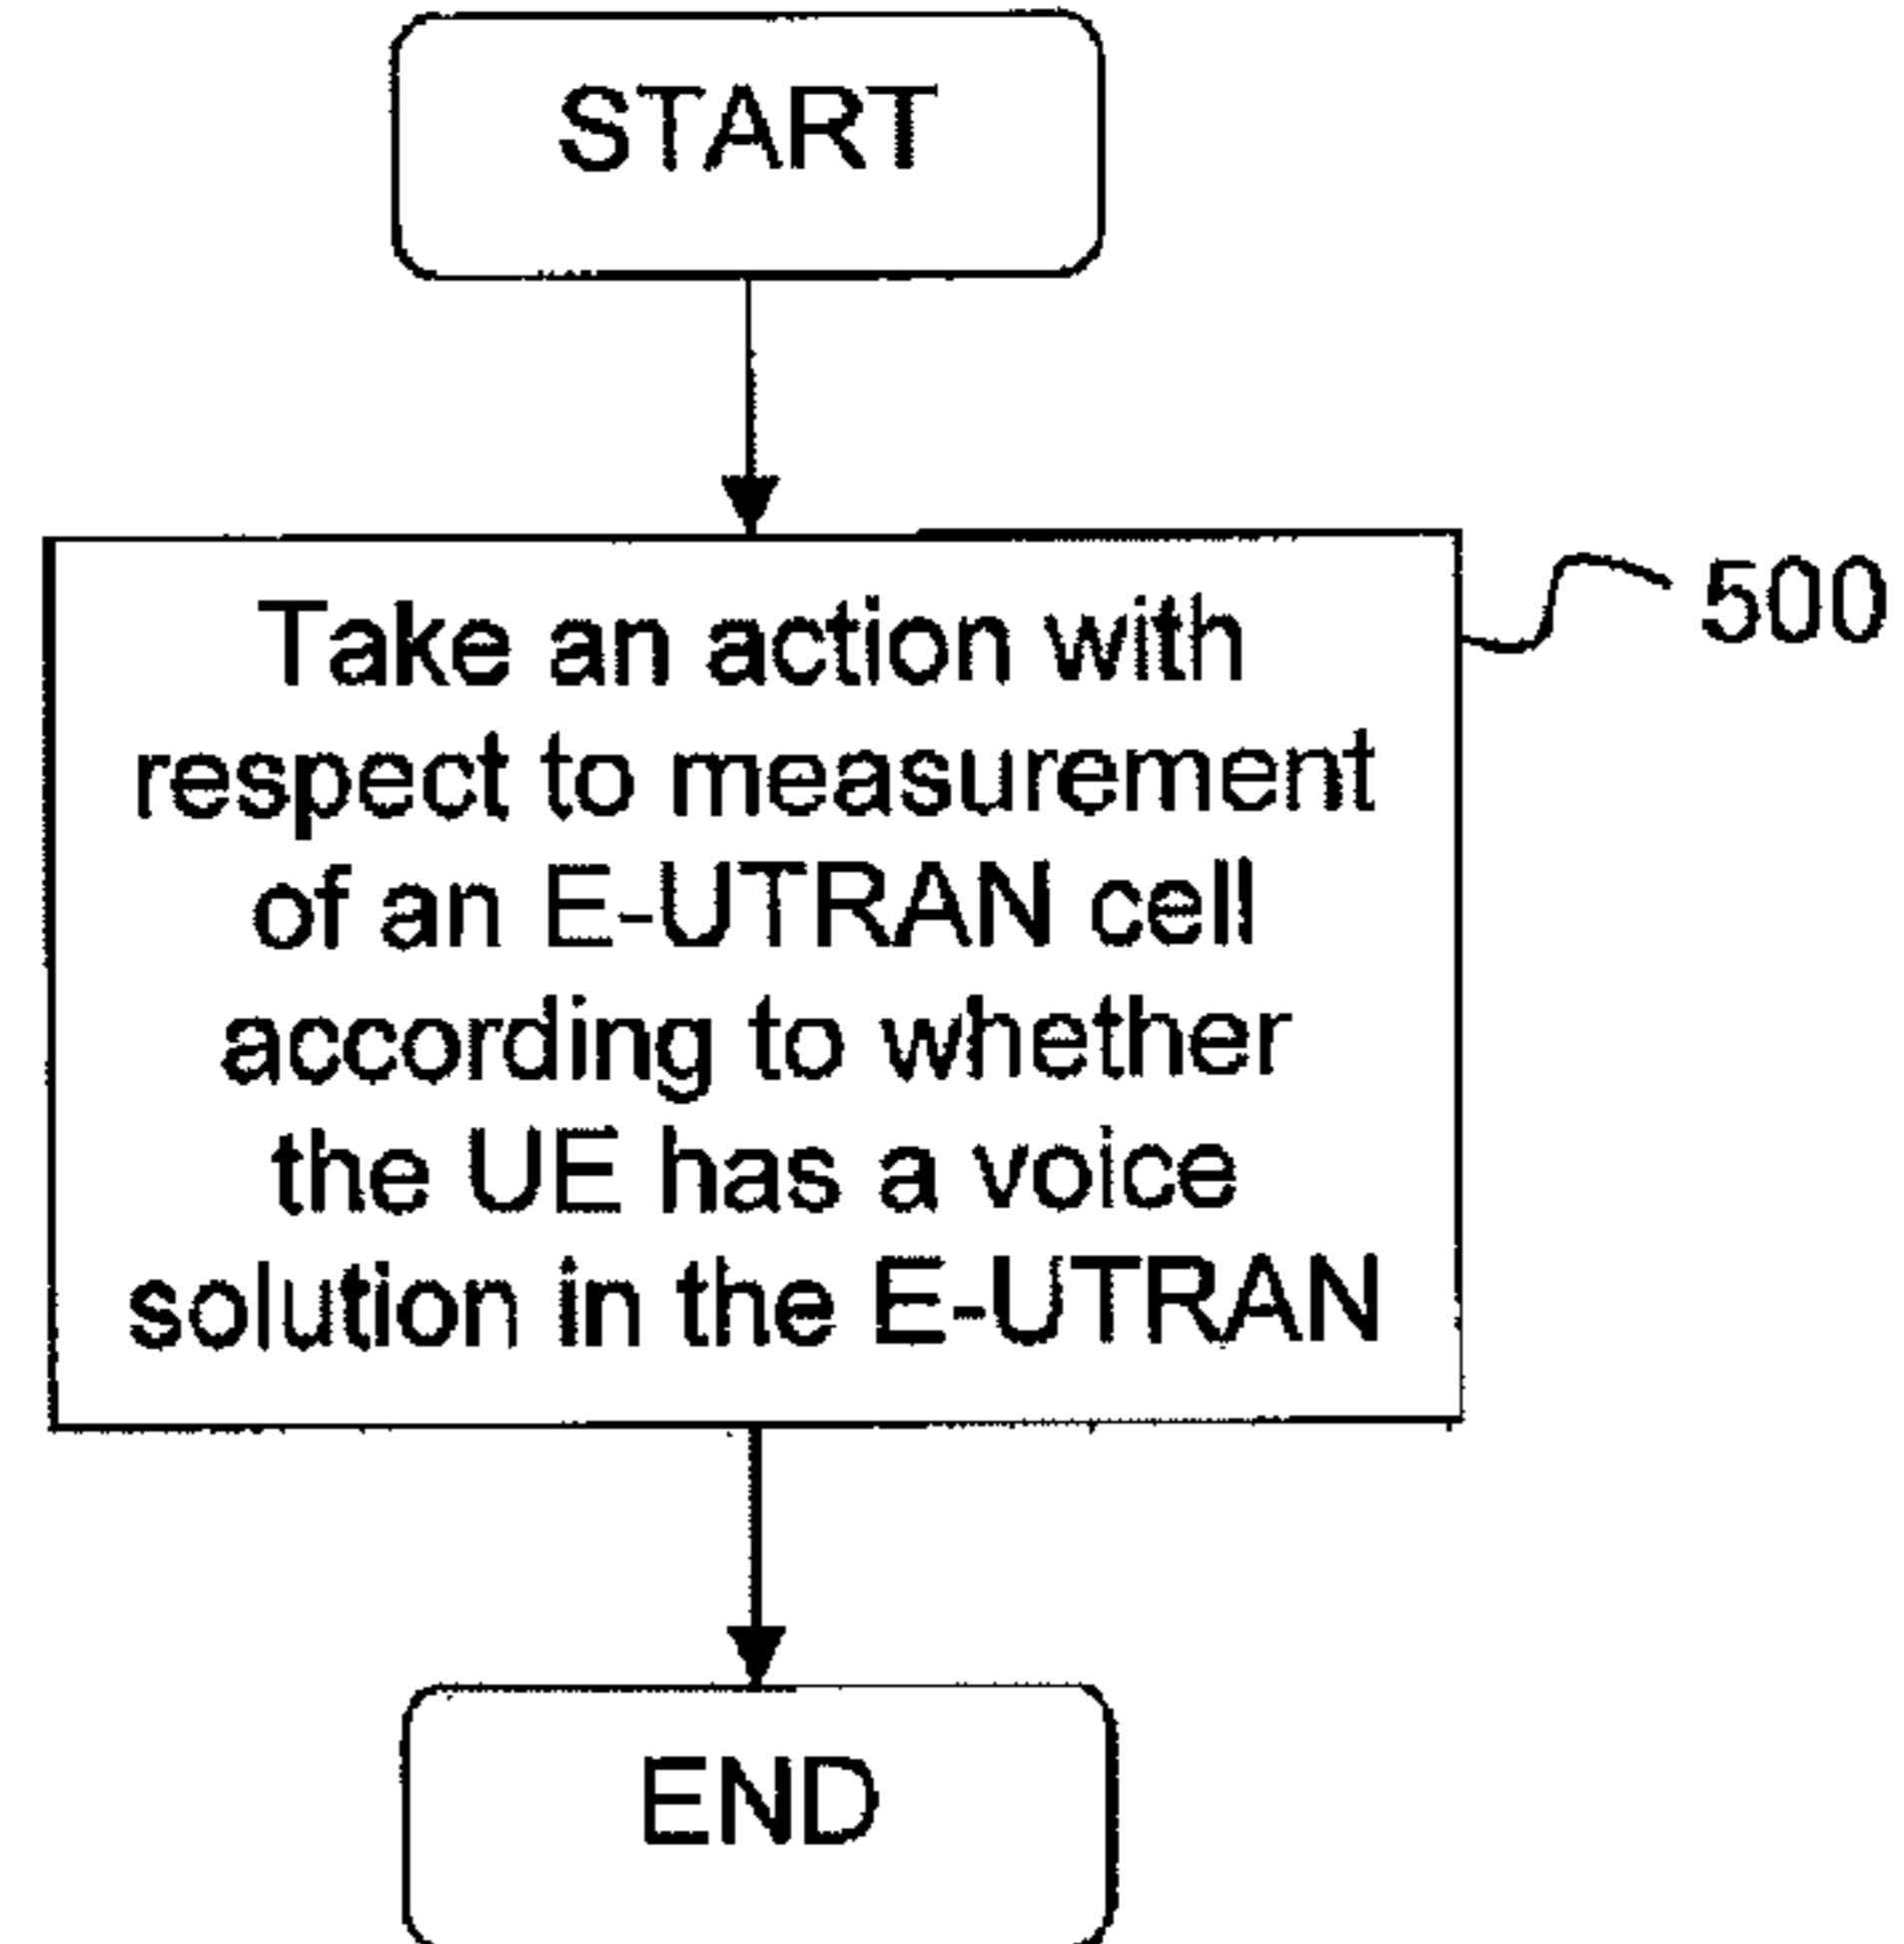 START
Take an action with
500
respect to measurement
of an E-UTRAN cell
according to whether
the UE has a voice
solution in the E-UTRAN
END